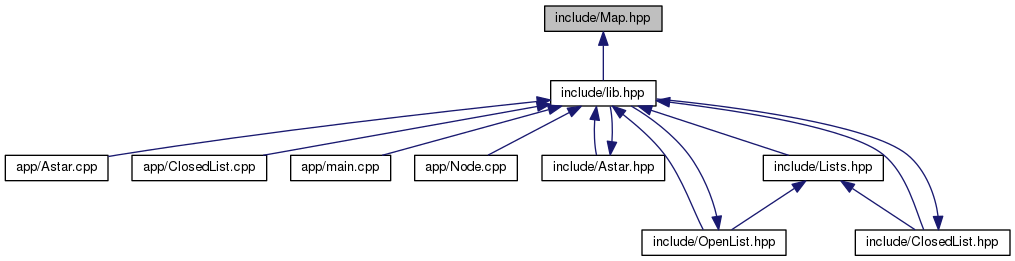 include/Map.hpp
include/lib.hpp
app/Astar.cpp
app/ClosedList.cpp
app/main.cpp
app/Node.cpp
include/Astar.hpp
include/Lists.hpp
include/OpenList.hpp
include/ClosedList.hpp